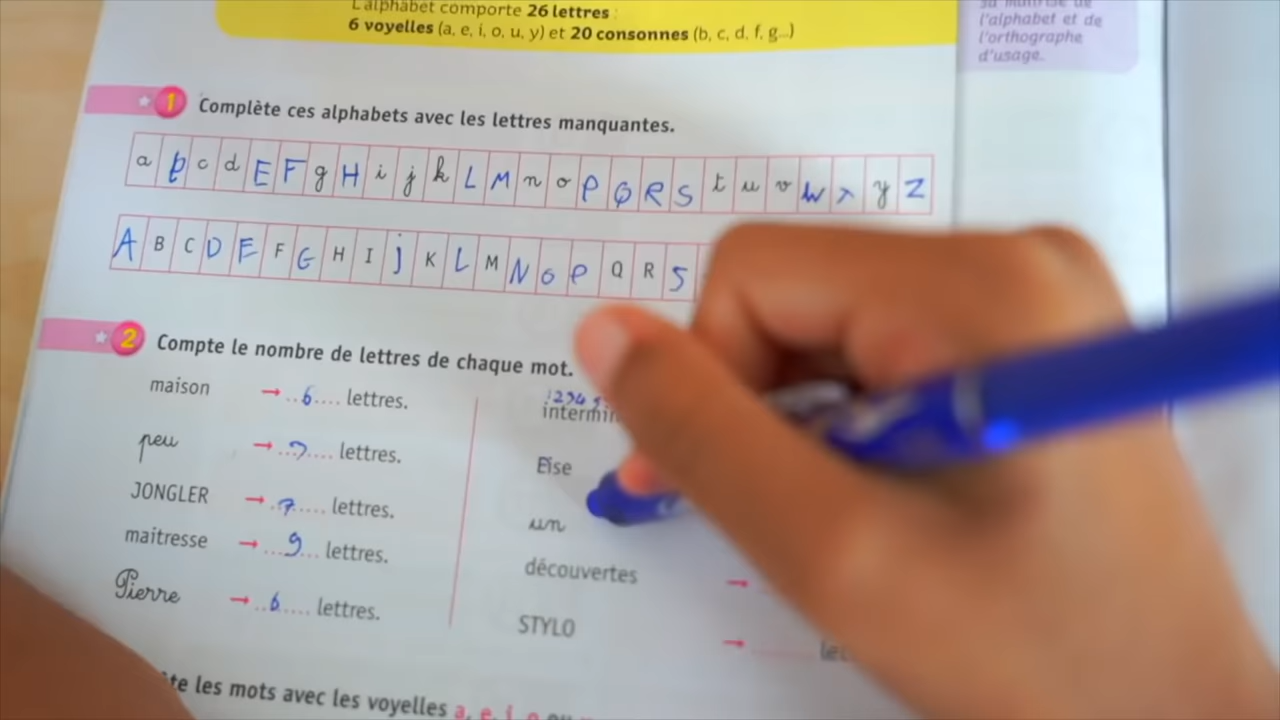 L'alphabet comporte 26 lettres :
6 voyelles (a, e, i, o, u, y) et 20 consonnes (b, c, d, f, g...)
l'alphabet et de
l'orthographe
d'usage.
1 Complète ces alphabets avec les lettres manquantes.
a b c d E F g H i j k L M n o P Q R S t u v w x y Z
A B C D E F G H I j K L M N o P Q R S
2 Compte le nombre de lettres de chaque mot.
maison → ..6.... lettres.
peu → ...... lettres.
JONGLER → ..7..... lettres.
maitresse → ...9... lettres.
Pierre → ..6..... lettres.
1234
Eise
un
découvertes →
STYLO →
les mots avec les voyelles a, e, i, o